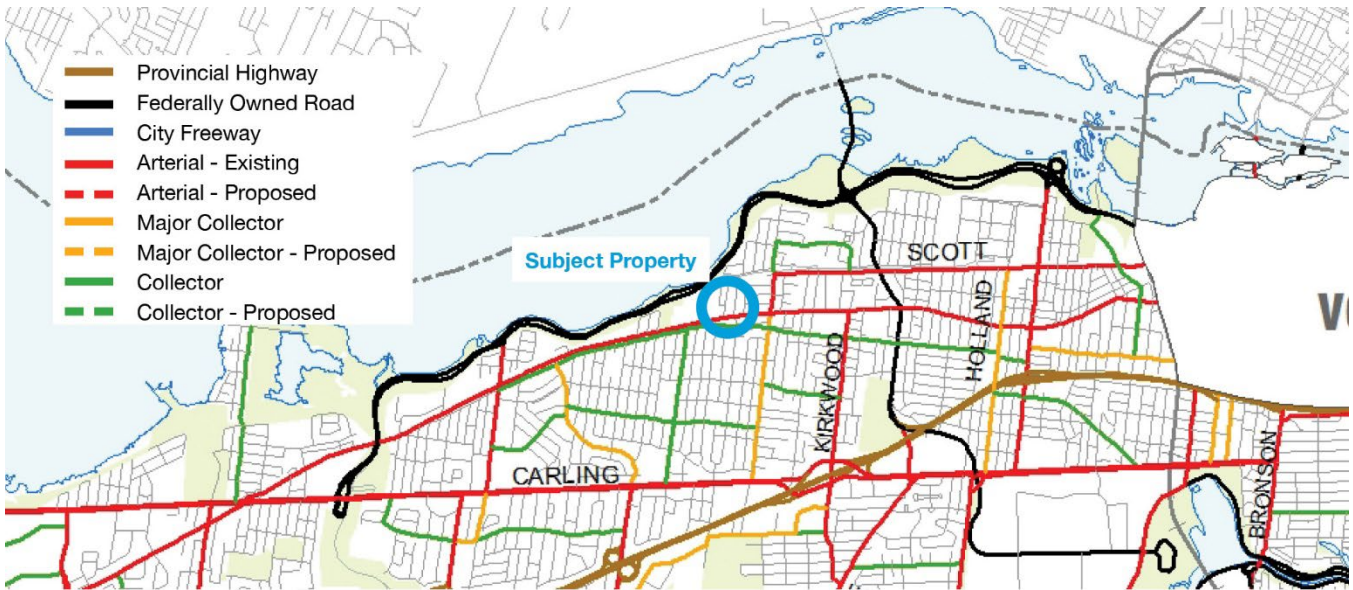 Provincial Highway
Federally Owned Road
City Freeway
Arterial - Existing
Arterial - Proposed
Major Collector
Major Collector - Proposed
Collector
Collector - Proposed
Subject Property
SCOTT
HOLLAND
KIRKWOOD
CARLING
BRONSON